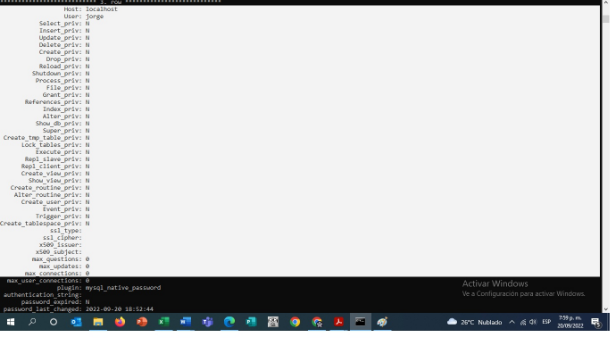 *************************** 3. row ***************************
Host: localhost
User: jorge
Select_priv: N
Insert_priv: N
Update_priv: N
Delete_priv: N
Create_priv: N
Drop_priv: N
Reload_priv: N
Shutdown_priv: N
Process_priv: N
File_priv: N
Grant_priv: N
References_priv: N
Index_priv: N
Alter_priv: N
Show_db_priv: N
Super_priv: N
Create_tmp_table_priv: N
Lock_tables_priv: N
Execute_priv: N
Repl_slave_priv: N
Repl_client_priv: N
Create_view_priv: N
Show_view_priv: N
Create_routine_priv: N
Alter_routine_priv: N
Create_user_priv: N
Event_priv: N
Trigger_priv: N
Create_tablespace_priv: N
ssl_type:
ssl_cipher:
x509_issuer:
x509_subject:
max_questions: 0
max_updates: 0
max_connections: 0
max_user_connections: 0
plugin: mysql_native_password
authentication_string:
password_expired: N
password_last_changed: 2022-09-20 18:52:44
Activar Windows
Ve a Configuración para activar Windows.
26°C Nublado
ESP
7:59 p. m.
20/09/2022